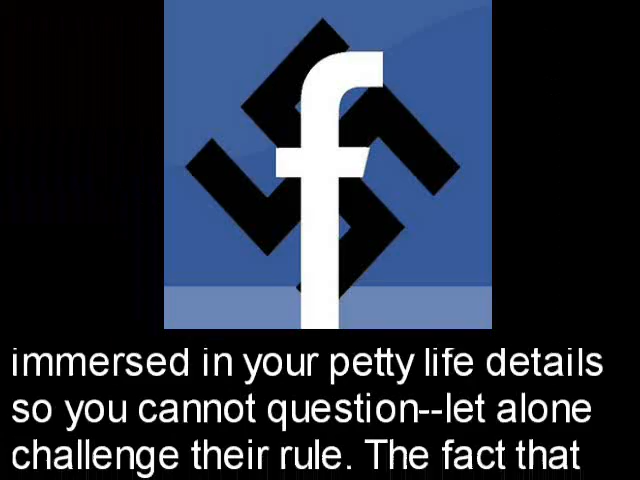 f
immersed in your petty life details
so you cannot question--let alone
challenge their rule. The fact that